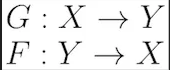 G : X → Y
F : Y → X